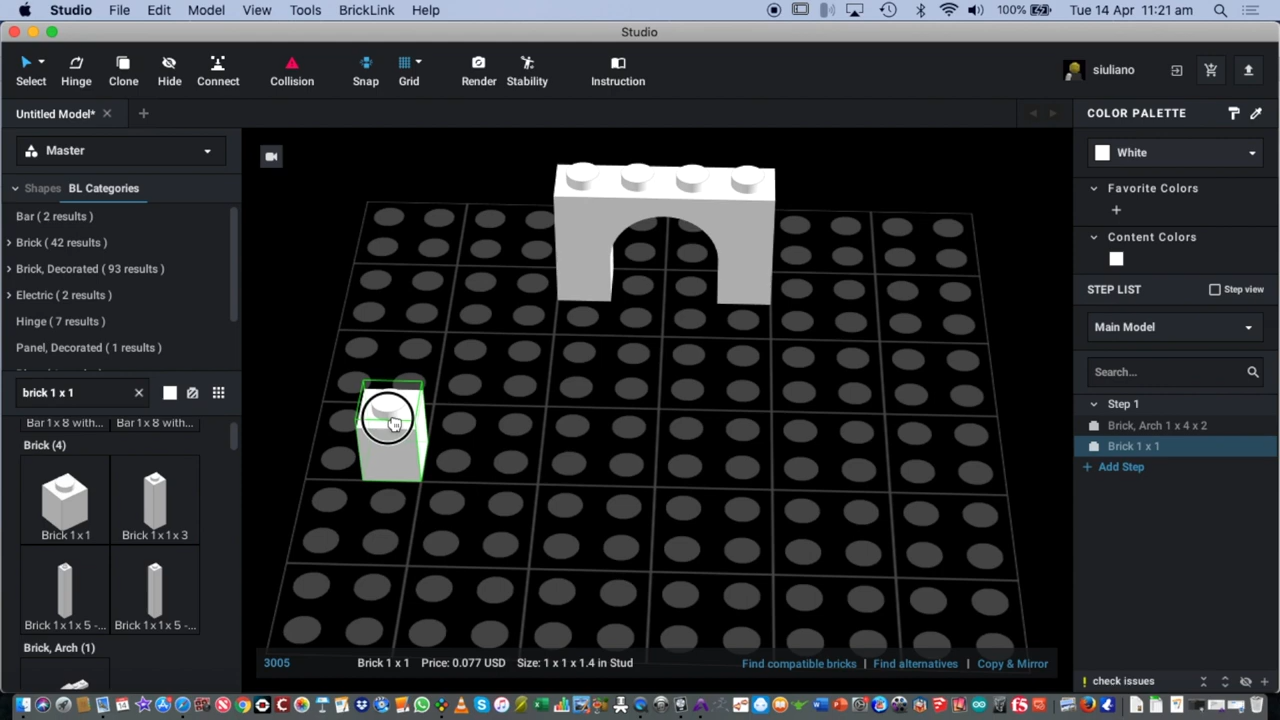 Studio File Edit Model View Tools BrickLink Help 100% Tue 14 Apr 11:21 am
Studio
Select Hinge Clone Hide Connect Collision Snap Grid Render Stability Instruction siuliano
Untitled Model*
COLOR PALETTE
Master
White
Shapes BL Categories
Favorite Colors
Bar ( 2 results )
Brick ( 42 results )
Content Colors
Brick, Decorated ( 93 results )
Electric ( 2 results )
STEP LIST Step view
Hinge ( 7 results )
Main Model
Panel, Decorated ( 1 results )
Search...
brick 1 x 1
Step 1
Bar 1 x 8 with... Bar 1 x 8 with...
Brick, Arch 1 x 4 x 2
Brick (4)
Brick 1 x 1
Add Step
Brick 1 x 1 Brick 1 x 1 x 3
Brick 1 x 1 x 5 -... Brick 1 x 1 x 5 -...
Brick, Arch (1)
3005 Brick 1 x 1 Price: 0.077 USD Size: 1 x 1 x 1.4 in Stud Find compatible bricks | Find alternatives | Copy & Mirror
check issues